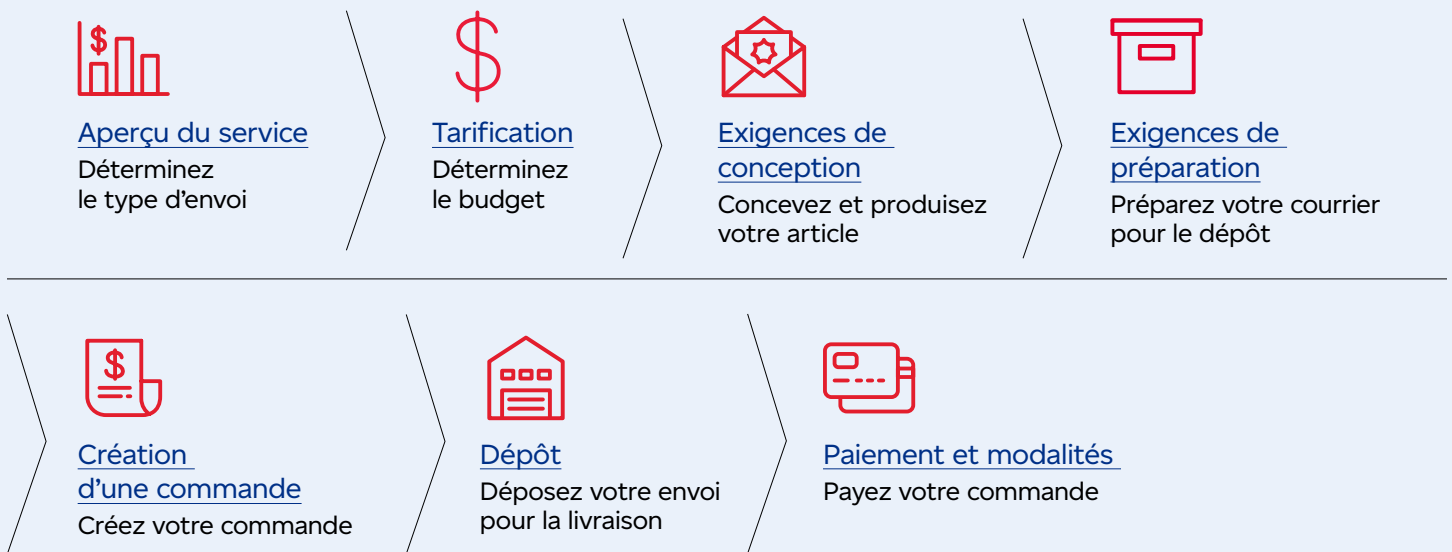 $
Aperçu du service
Déterminez
le type d’envoi
$
Tarification
Déterminez
le budget
Exigences de
conception
Concevez et produisez
votre article
Exigences de
préparation
Préparez votre courrier
pour le dépôt
$
Création
d’une commande
Créez votre commande
Dépôt
Déposez votre envoi
pour la livraison
Paiement et modalités
Payez votre commande